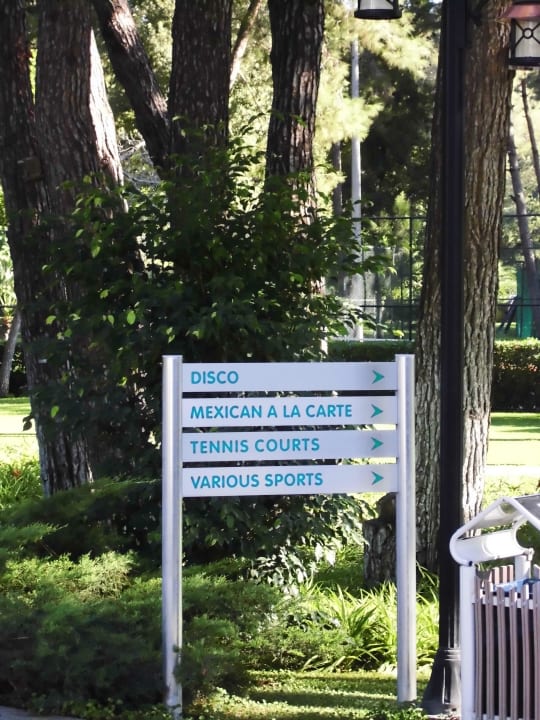 DISCO
MEXICAN A LA CARTE
TENNIS COURTS
VARIOUS SPORTS